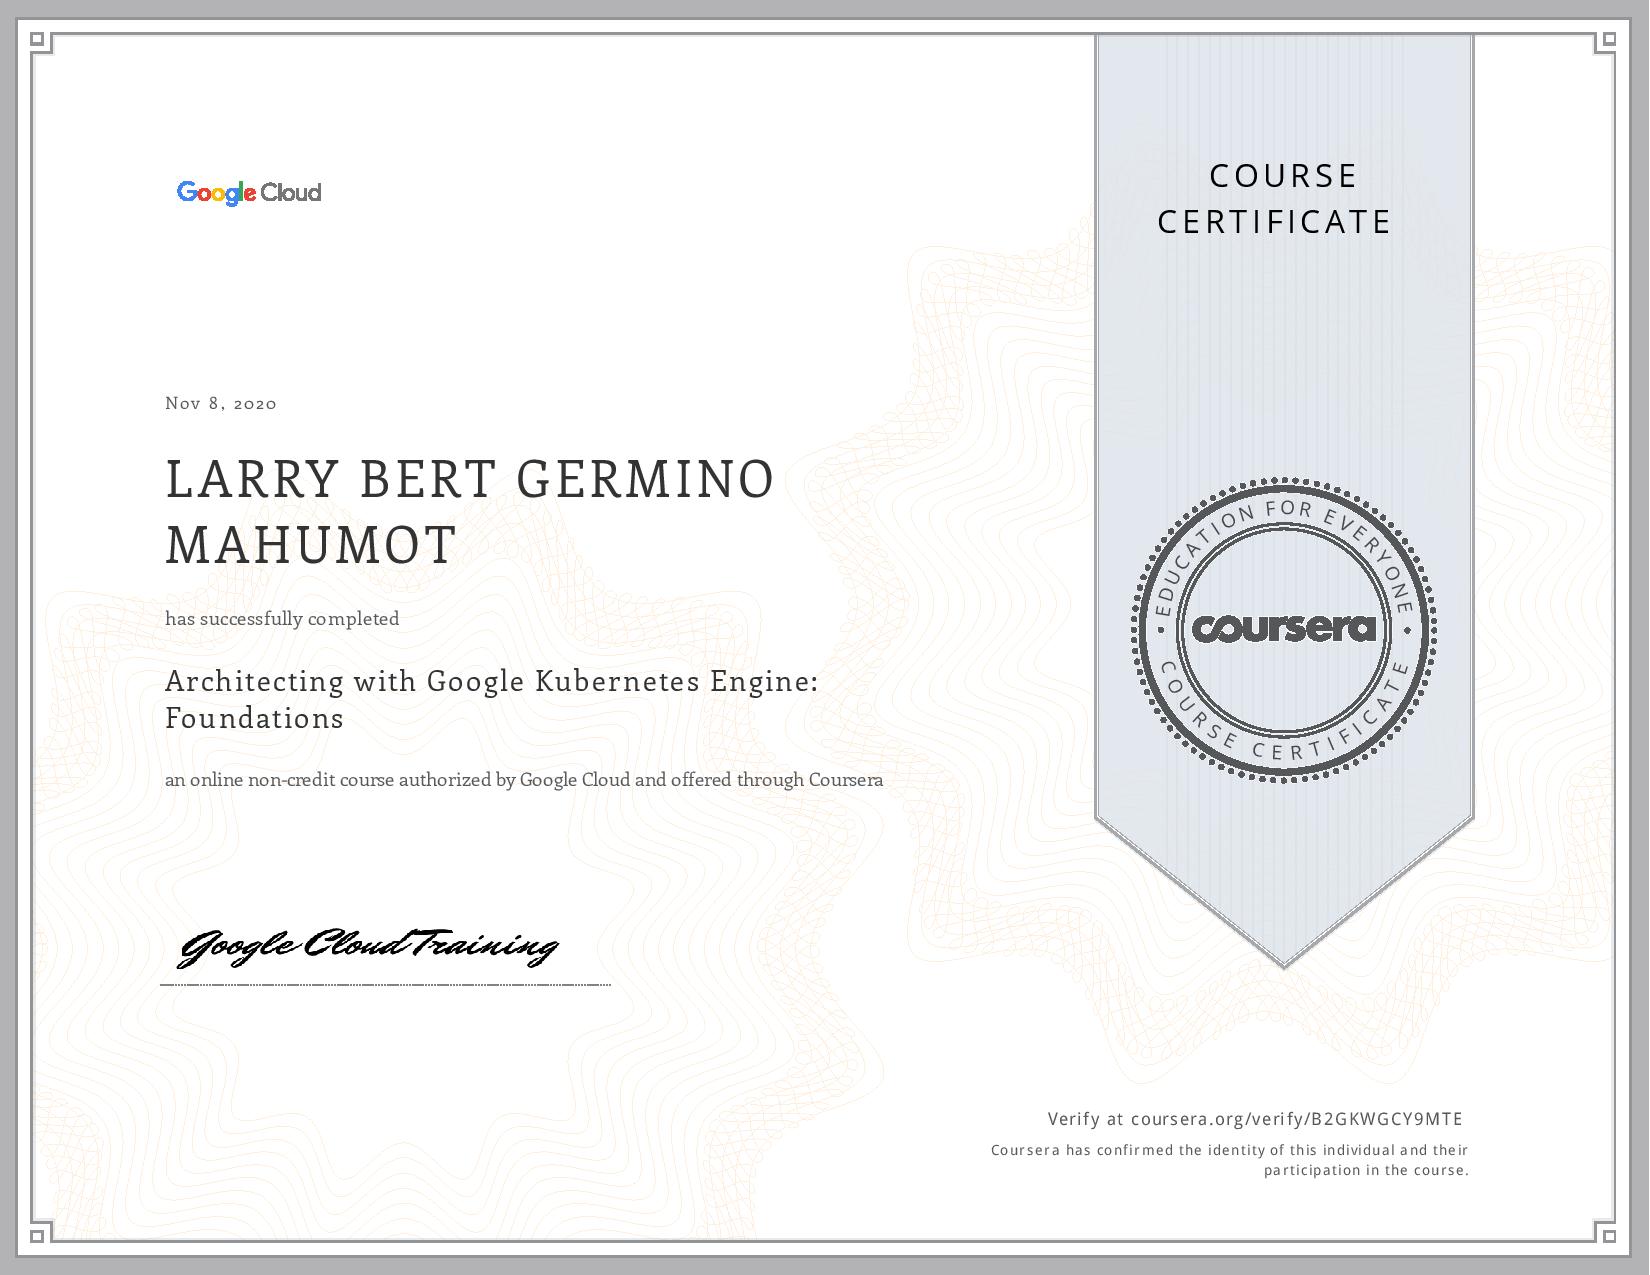 Google Cloud
COURSE
CERTIFICATE
Nov 8, 2020
LARRY BERT GERMINO
MAHUMOT
has successfully completed
Architecting with Google Kubernetes Engine:
Foundations
an online non-credit course authorized by Google Cloud and offered through Coursera
EDUCATION FOR EVERYONE
coursera
COURSE CERTIFICATE
Google Cloud Training
Verify at coursera.org/verify/B2GKWGCY9MTE
Coursera has confirmed the identity of this individual and their
participation in the course.